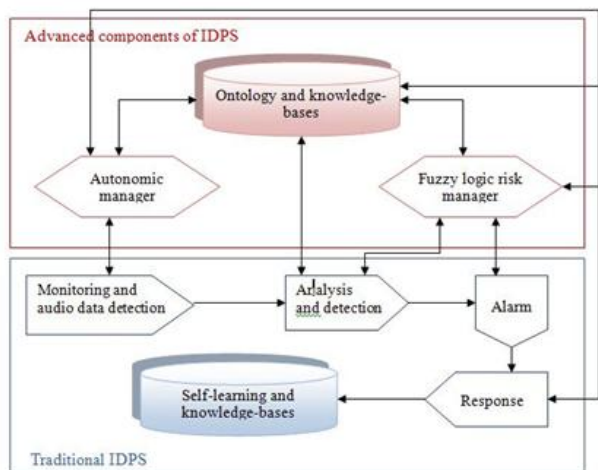 Advanced components of IDPS
Ontology and knowledge-
bases
Autonomic
manager
Fuzzy logic risk
manager
Monitoring and
audio data detection
Analysis
and detection
Alarm
Self-learning and
knowledge-bases
Response
Traditional IDPS